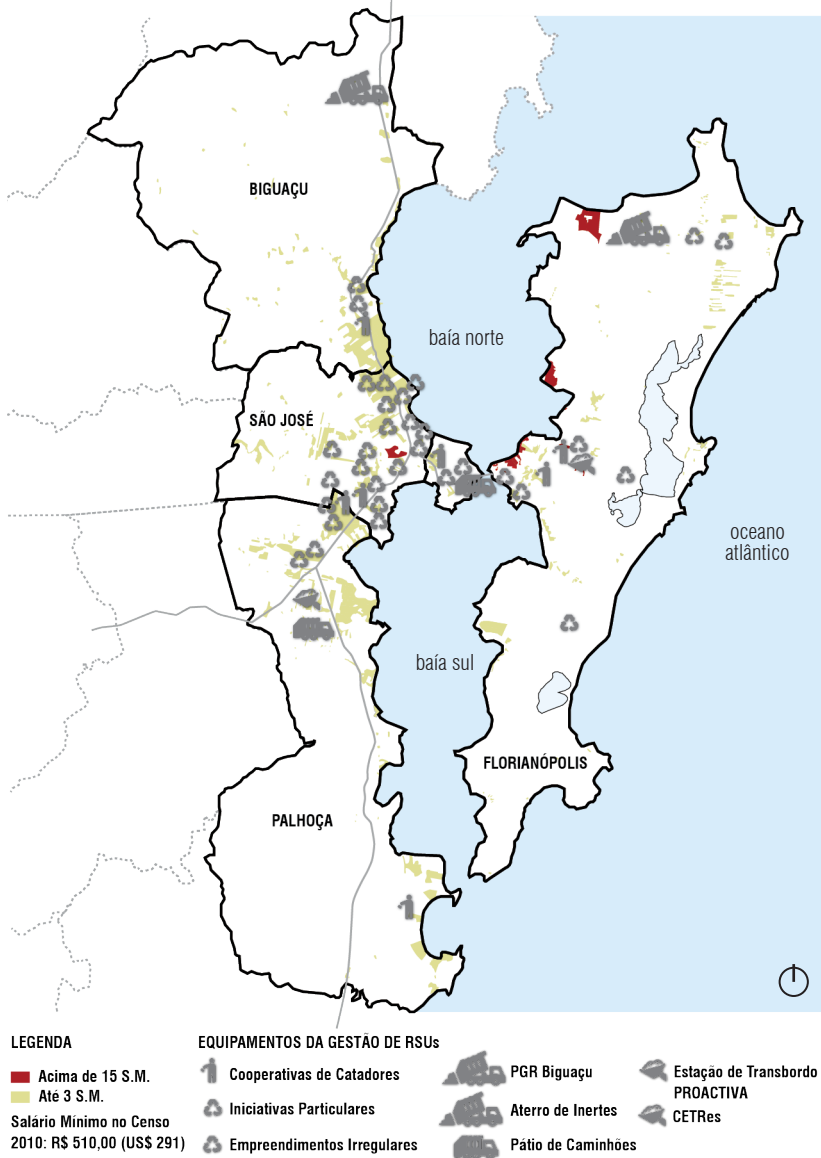 BIGUAÇU
baía norte
SÃO JOSÉ
oceano
atlântico
baía sul
FLORIANÓPOLIS
PALHOÇA
LEGENDA
Acima de 15 S.M.
Até 3 S.M.
Salário Mínimo no Censo
2010: R$ 510,00 (US$ 291)
EQUIPAMENTOS DA GESTÃO DE RSUs
Cooperativas de Catadores
Iniciativas Particulares
Empreendimentos Irregulares
PGR Biguaçu
Aterro de Inertes
Pátio de Caminhões
Estação de Transbordo
PROACTIVA
CETRes